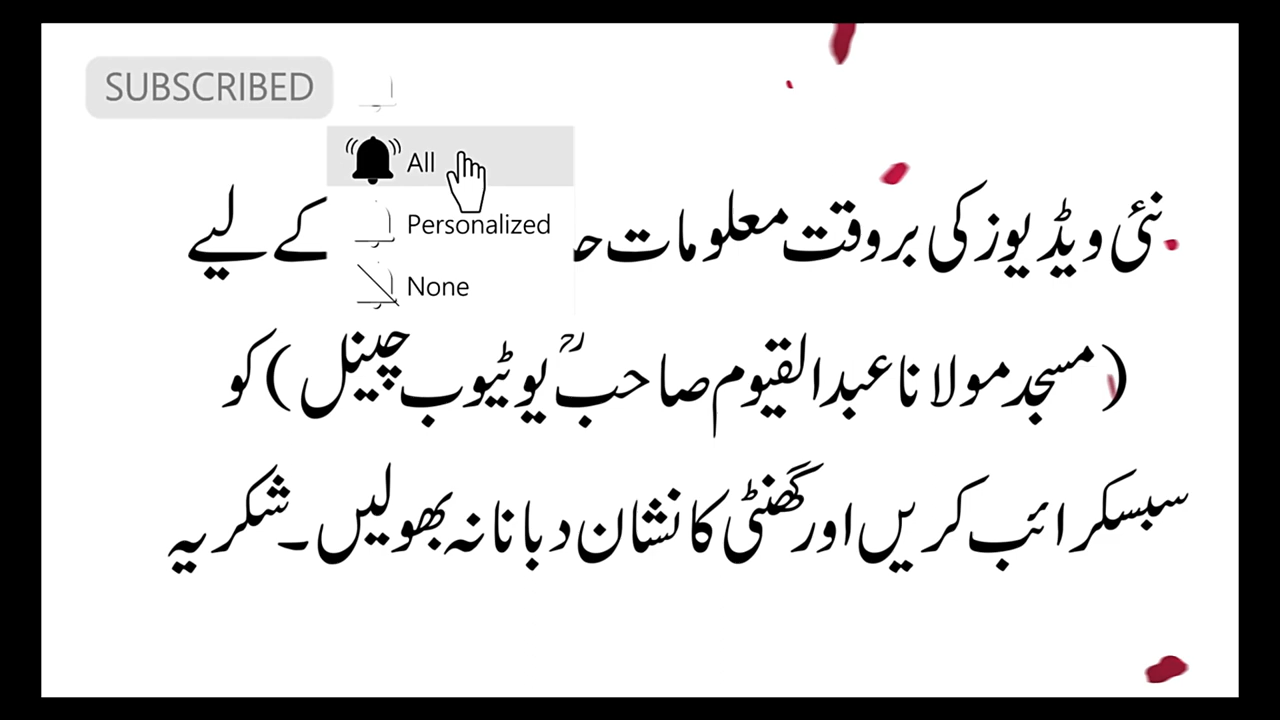 SUBSCRIBED
All
Personalized
None
نئی ویڈیوز کی بروقت معلومات کے لیے
(مسجد مولانا عبدالقیوم صاحبؒ یوٹیوب چینل) کو
سبسکرائب کریں اور گھنٹی کا نشان دبانا نہ بھولیں۔ شکریہ